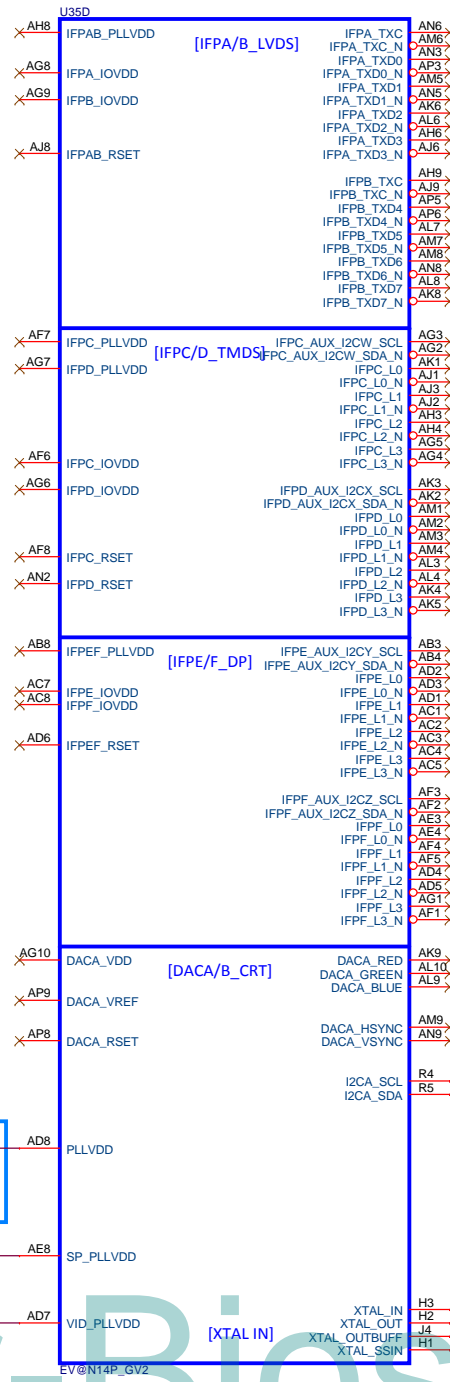 U35D
[IFPA/B_LVDS]
AH8 IFPAB_PLLVDD IFPA_TXC AN6
IFPA_TXC_N AM6
IFPA_TXD0 AN3
AG8 IFPA_IOVDD IFPA_TXD0_N AP3
IFPA_TXD1 AM5
AG9 IFPB_IOVDD IFPA_TXD1_N AN5
IFPA_TXD2 AK6
IFPA_TXD2_N AL6
IFPA_TXD3 AH6
AJ8 IFPAB_RSET IFPA_TXD3_N AJ6
IFPB_TXC AH9
IFPB_TXC_N AJ9
IFPB_TXD4 AP5
IFPB_TXD4_N AP6
IFPB_TXD5 AL7
IFPB_TXD5_N AM7
IFPB_TXD6 AM8
IFPB_TXD6_N AN8
IFPB_TXD7 AL8
IFPB_TXD7_N AK8
[IFPC/D_TMDS]
AF7 IFPC_PLLVDD IFPC_AUX_I2CW_SCL AG3
IFPC_AUX_I2CW_SDA_N AG2
AG7 IFPD_PLLVDD IFPC_L0 AK1
IFPC_L0_N AJ1
IFPC_L1 AJ3
IFPC_L1_N AJ2
IFPC_L2 AH3
IFPC_L2_N AH4
IFPC_L3 AG5
AF6 IFPC_IOVDD IFPC_L3_N AG4
AG6 IFPD_IOVDD IFPD_AUX_I2CX_SCL AK3
IFPD_AUX_I2CX_SDA_N AK2
IFPD_L0 AM1
IFPD_L0_N AM2
IFPD_L1 AM3
AF8 IFPC_RSET IFPD_L1_N AM4
IFPD_L2 AL3
AN2 IFPD_RSET IFPD_L2_N AL4
IFPD_L3 AK4
IFPD_L3_N AK5
[IFPE/F_DP]
AB8 IFPEF_PLLVDD IFPE_AUX_I2CY_SCL AB3
IFPE_AUX_I2CY_SDA_N AB4
IFPE_L0 AD2
AC7 IFPE_IOVDD IFPE_L0_N AD3
AC8 IFPF_IOVDD IFPE_L1 AD1
IFPE_L1_N AC1
IFPE_L2 AC2
AD6 IFPEF_RSET IFPE_L2_N AC3
IFPE_L3 AC4
IFPE_L3_N AC5
IFPF_AUX_I2CZ_SCL AF3
IFPF_AUX_I2CZ_SDA_N AF2
IFPF_L0 AE3
IFPF_L0_N AE4
IFPF_L1 AF4
IFPF_L1_N AF5
IFPF_L2 AD4
IFPF_L2_N AD5
IFPF_L3 AG1
IFPF_L3_N AF1
[DACA/B_CRT]
AG10 DACA_VDD DACA_RED AK9
DACA_GREEN AL10
DACA_BLUE AL9
AP9 DACA_VREF
DACA_HSYNC AM9
AP8 DACA_RSET DACA_VSYNC AN9
I2CA_SCL R4
I2CA_SDA R5
AD8 PLLVDD
AE8 SP_PLLVDD
XTAL_IN H3
AD7 VID_PLLVDD XTAL_OUT H2
[XTAL IN]
XTAL_OUTBUFF J4
XTAL_SSIN H1
EV@N14P_GV2
-Bios